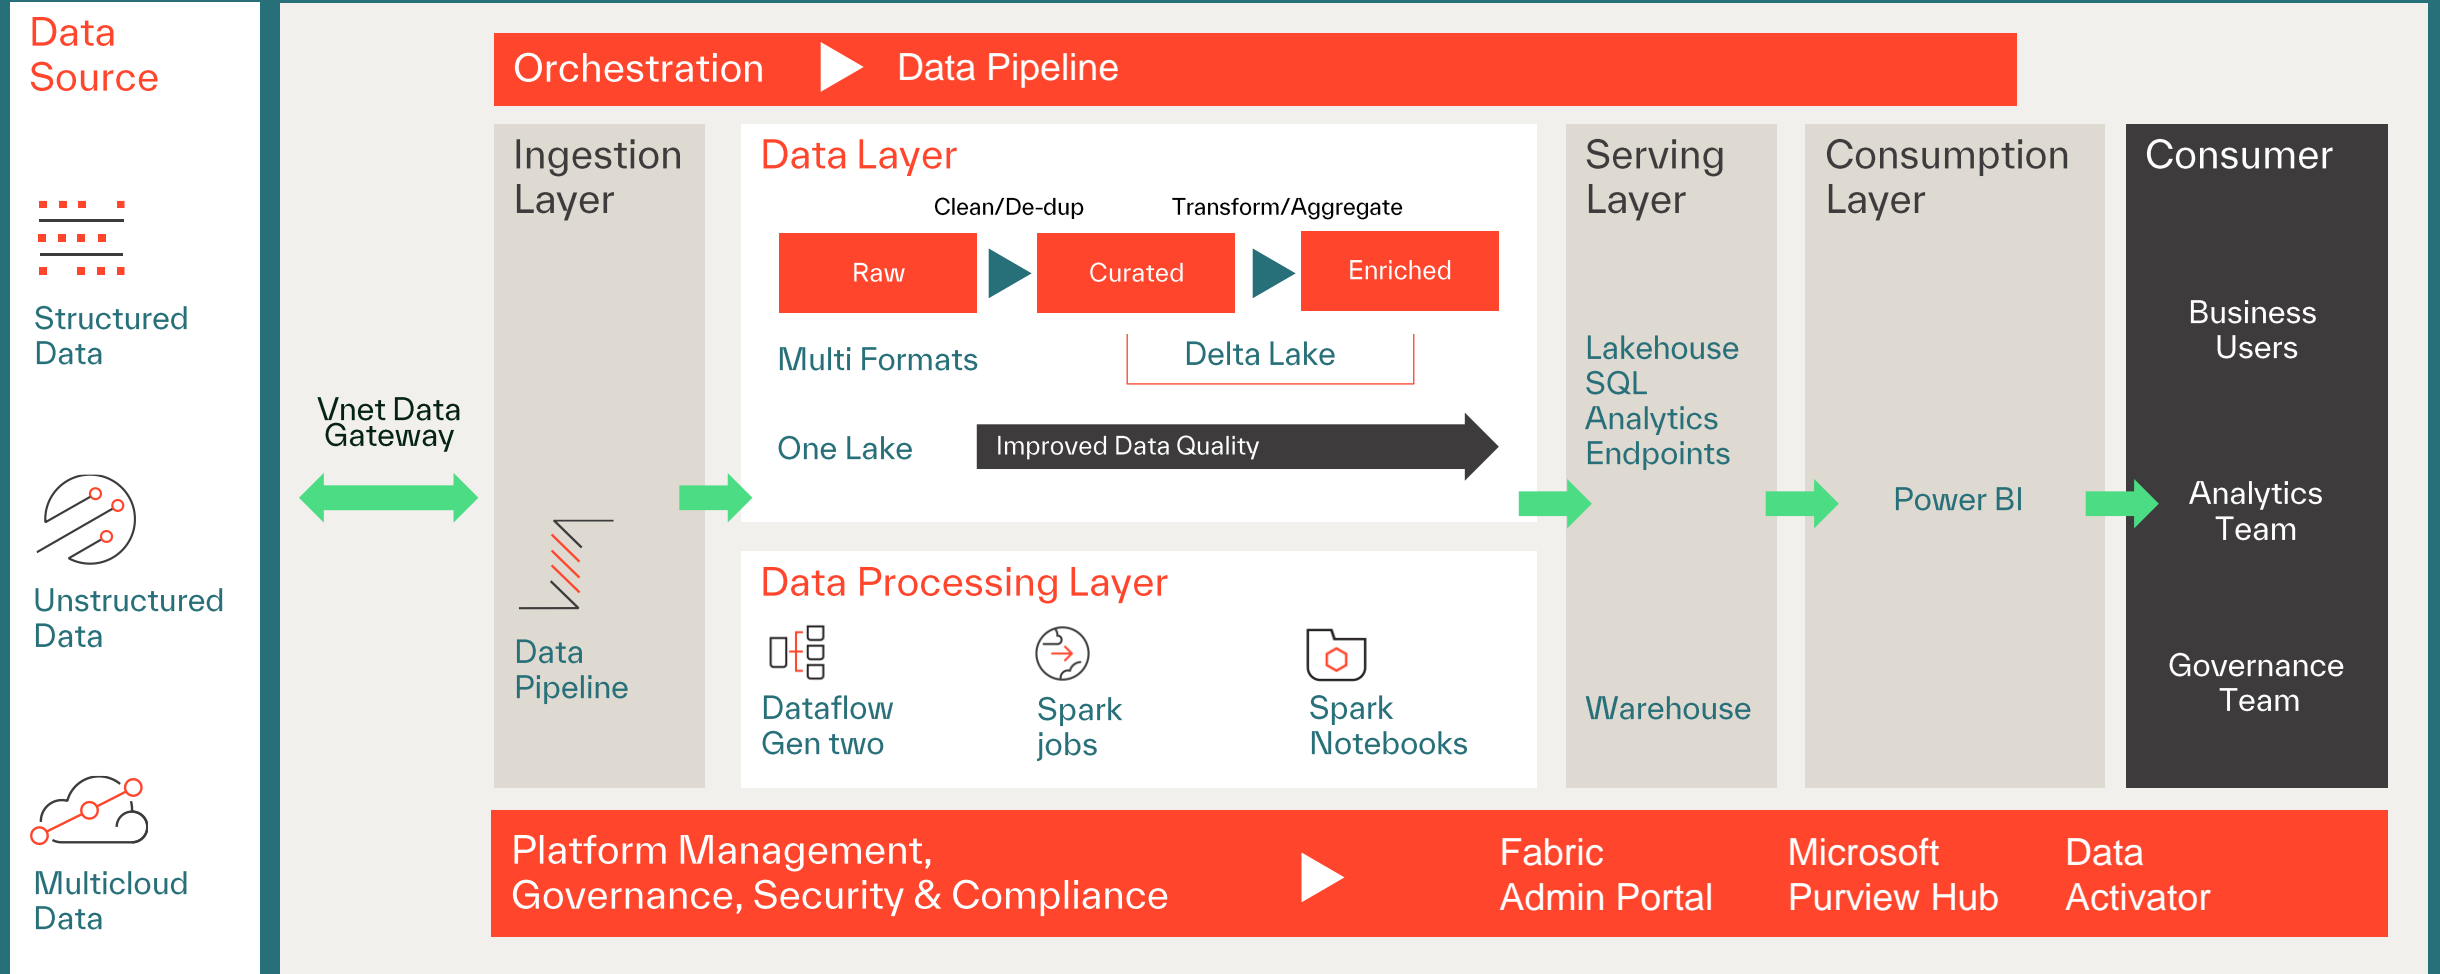 Data
Source
Structured
Data
Unstructured
Data
Multicloud
Data
Vnet Data
Gateway
Orchestration
Data Pipeline
Ingestion
Layer
Data
Pipeline
Data Layer
Clean/De-dup
Transform/Aggregate
Raw
Curated
Enriched
Multi Formats
Delta Lake
One Lake
Improved Data Quality
Data Processing Layer
Dataflow
Gen two
Spark
jobs
Spark
Notebooks
Serving
Layer
Lakehouse
SQL
Analytics
Endpoints
Warehouse
Consumption
Layer
Power BI
Consumer
Business
Users
Analytics
Team
Governance
Team
Platform Management,
Governance, Security & Compliance
Fabric
Admin Portal
Microsoft
Purview Hub
Data
Activator